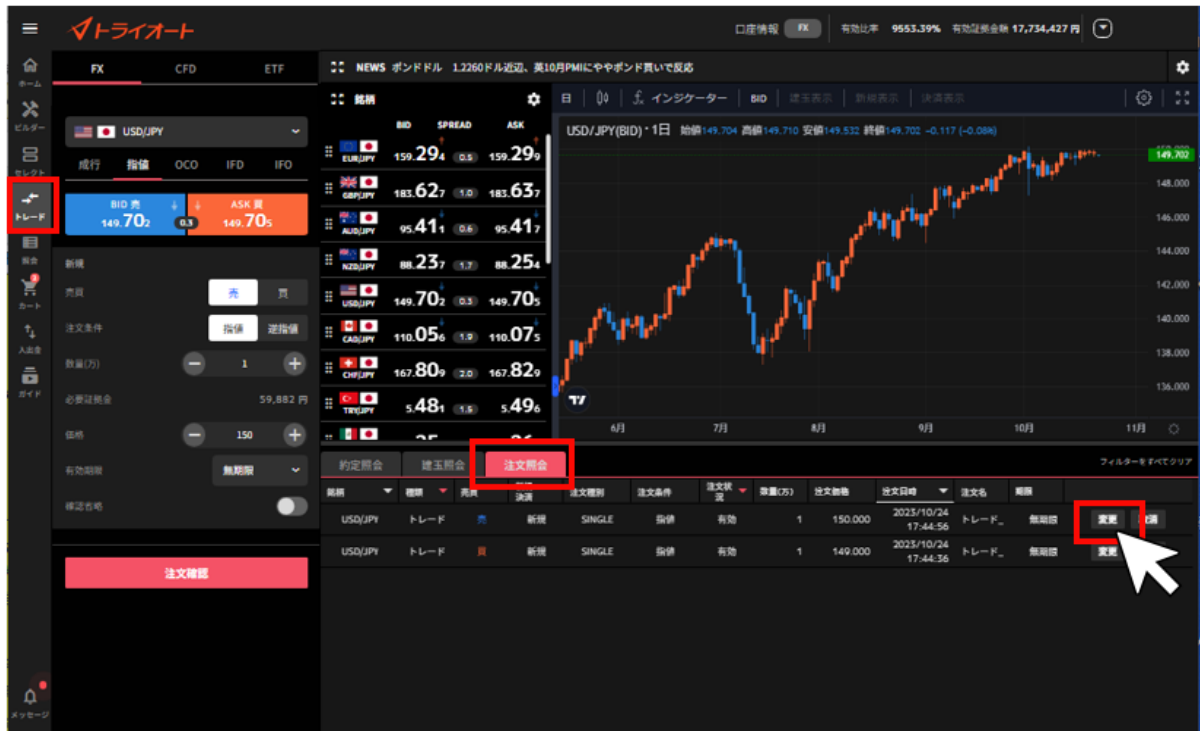 トライオート
口座情報 FX 有効比率 9553.39% 有効証拠金額 17,734,427 円
ホーム
ビルダー
セレクト
トレード
照会
カート
入出金
ガイド
メッセージ
FX CFD ETF
USD/JPY
成行 指値 OCO IFD IFO
BID 売 ASK 買
149.702 0.3 149.705
新規
売買 売 買
注文条件 指値 逆指値
数量(万) 1
必要証拠金 59,882 円
価格 150
有効期限 無期限
確認省略
注文確認
NEWS ポンドドル 1.2260ドル近辺、英10月PMIにややポンド買いで反応
銘柄
BID SPREAD ASK
EUR/JPY 159.294 0.5 159.299
GBP/JPY 183.627 1.0 183.637
AUD/JPY 95.411 0.6 95.417
NZD/JPY 88.237 1.7 88.254
USD/JPY 149.702 0.3 149.705
CAD/JPY 110.056 1.9 110.075
CHF/JPY 167.809 2.0 167.829
TRY/JPY 5.481 1.5 5.496
日 インジケーター BID 建玉表示 新規表示 決済表示
USD/JPY(BID)・1日 始値149.704 高値149.710 安値149.532 終値149.702 -0.117 (-0.08%)
149.702
148.000
146.000
144.000
142.000
140.000
138.000
136.000
6月 7月 8月 9月 10月 11月
約定照会 建玉照会 注文照会 フィルターをすべてクリア
銘柄 種類 売買 決済 注文種別 注文条件 注文状況 数量(万) 注文価格 注文日時 注文名 期限
USD/JPY トレード 売 新規 SINGLE 指値 有効 1 150.000 2023/10/24 17:44:56 トレード_ 無期限 変更 取消
USD/JPY トレード 買 新規 SINGLE 指値 有効 1 149.000 2023/10/24 17:44:36 トレード_ 無期限 変更